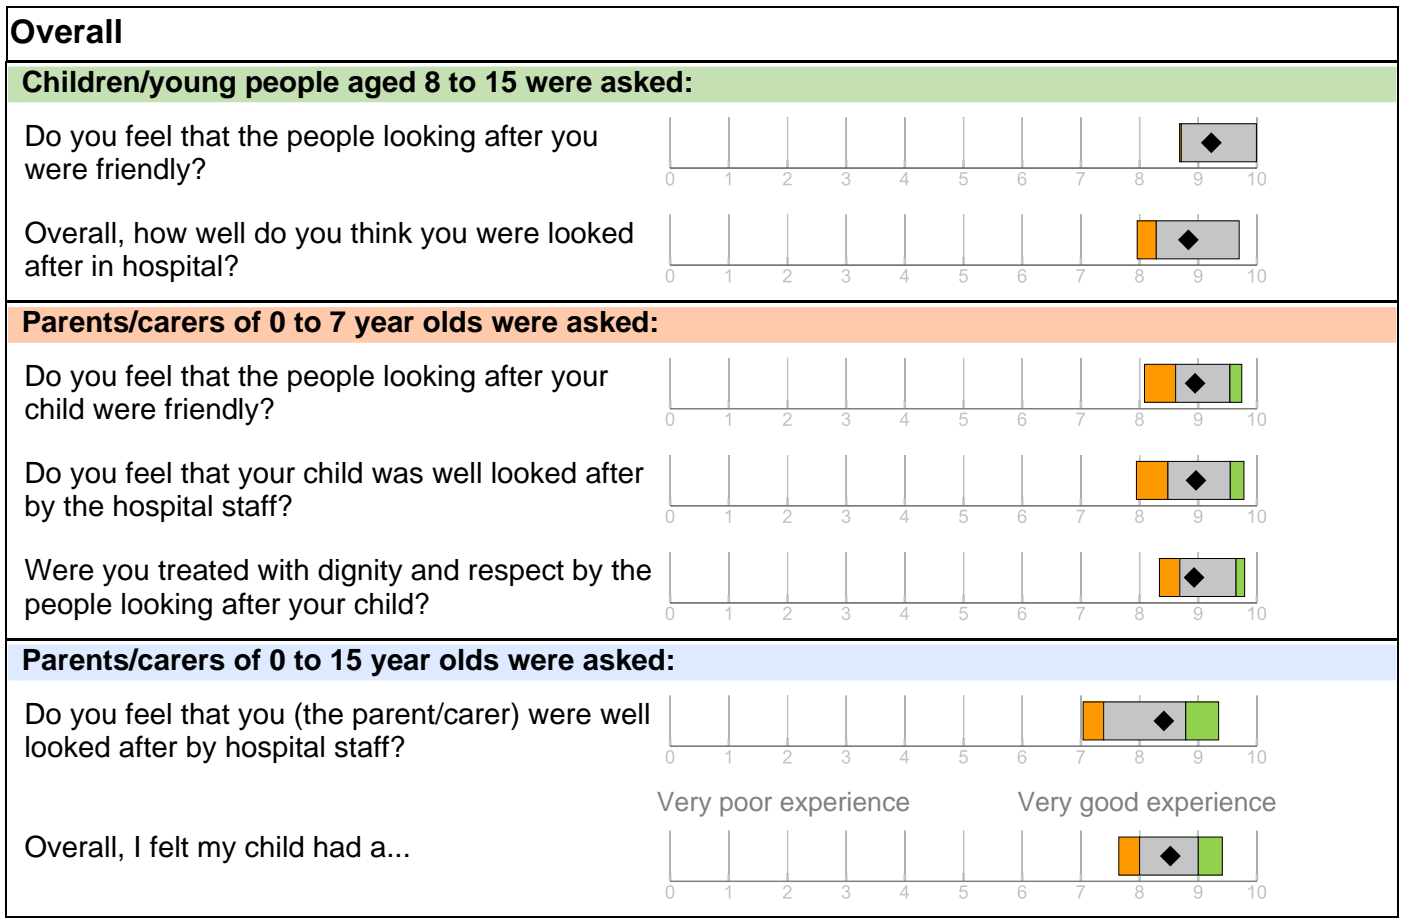 Overall
Children/young people aged 8 to 15 were asked:
Do you feel that the people looking after you
were friendly?
0 1 2 3 4 5 6 7 8 9 10
Overall, how well do you think you were looked
after in hospital?
0 1 2 3 4 5 6 7 8 9 10
Parents/carers of 0 to 7 year olds were asked:
Do you feel that the people looking after your
child were friendly?
0 1 2 3 4 5 6 7 8 9 10
Do you feel that your child was well looked after
by the hospital staff?
0 1 2 3 4 5 6 7 8 9 10
Were you treated with dignity and respect by the
people looking after your child?
0 1 2 3 4 5 6 7 8 9 10
Parents/carers of 0 to 15 year olds were asked:
Do you feel that you (the parent/carer) were well
looked after by hospital staff?
0 1 2 3 4 5 6 7 8 9 10
Very poor experience Very good experience
Overall, I felt my child had a...
0 1 2 3 4 5 6 7 8 9 10